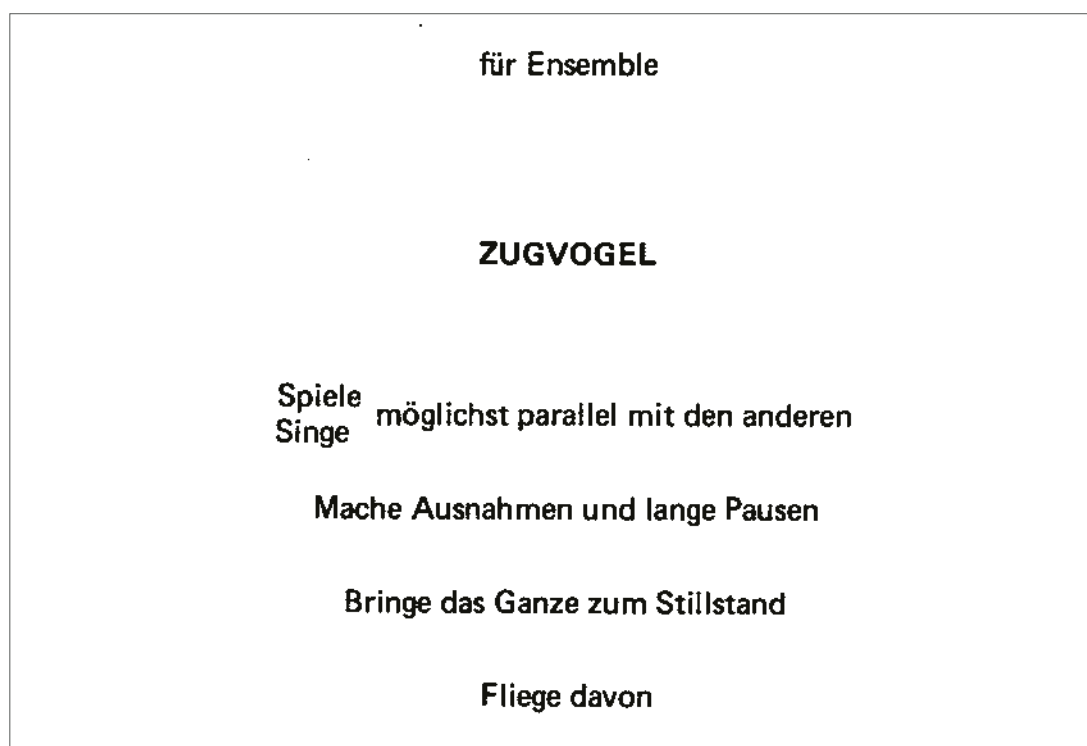 für Ensemble
ZUGVOGEL
Spiele
Singe
möglichst parallel mit den anderen
Mache Ausnahmen und lange Pausen
Bringe das Ganze zum Stillstand
Fliege davon